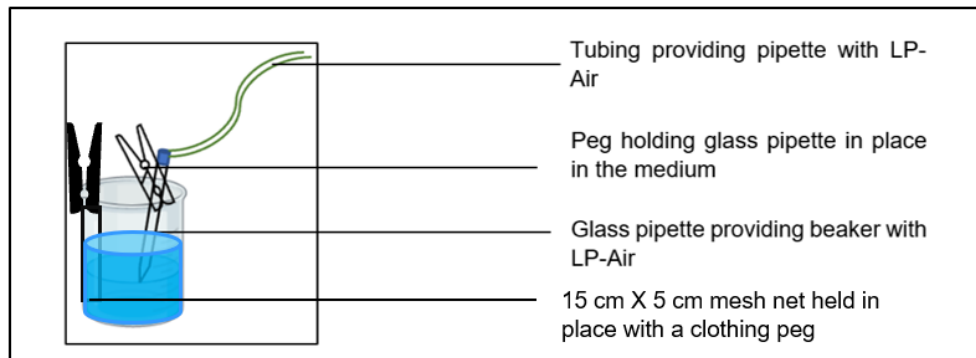 Tubing providing pipette with LP-
Air
Peg holding glass pipette in place
in the medium
Glass pipette providing beaker with
LP-Air
15 cm X 5 cm mesh net held in
place with a clothing peg